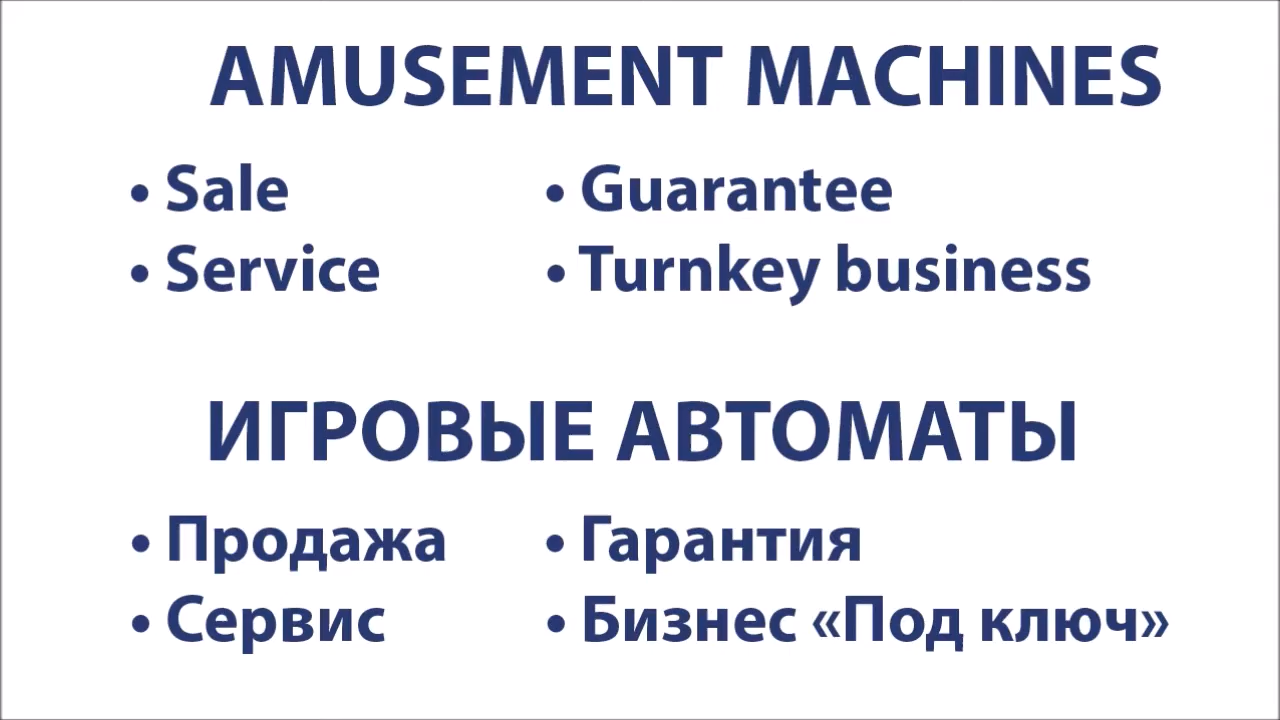 AMUSEMENT MACHINES
• Sale • Guarantee
• Service • Turnkey business
ИГРОВЫЕ АВТОМАТЫ
• Продажа • Гарантия
• Сервис • Бизнес «Под ключ»